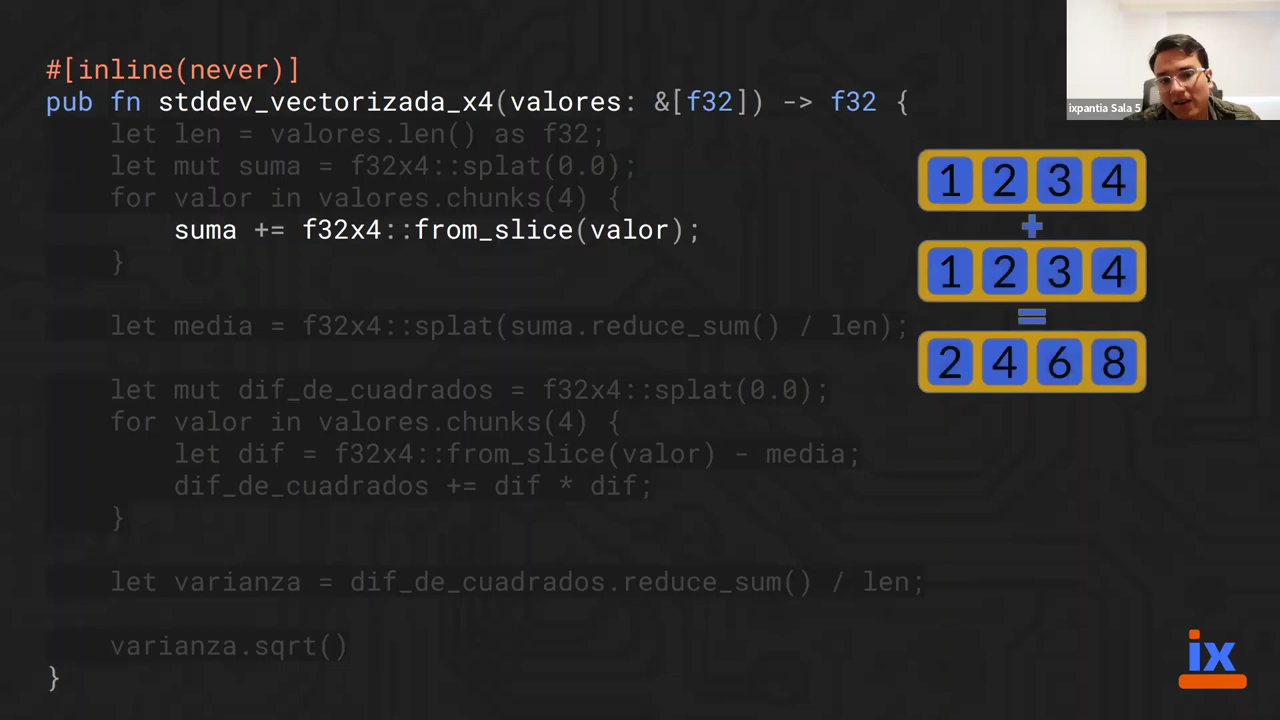 #[inline(never)]
pub fn stddev_vectorizada_x4(valores: &[f32]) -> f32 {
    let len = valores.len() as f32;
    let mut suma = f32x4::splat(0.0);
    for valor in valores.chunks(4) {
        suma += f32x4::from_slice(valor);
    }
    let media = f32x4::splat(suma.reduce_sum() / len);
    let mut dif_de_cuadrados = f32x4::splat(0.0);
    for valor in valores.chunks(4) {
        let dif = f32x4::from_slice(valor) - media;
        dif_de_cuadrados += dif * dif;
    }
    let varianza = dif_de_cuadrados.reduce_sum() / len;
    varianza.sqrt()
}
ixpantia Sala 5
1 2 3 4
+
1 2 3 4
=
2 4 6 8
ix